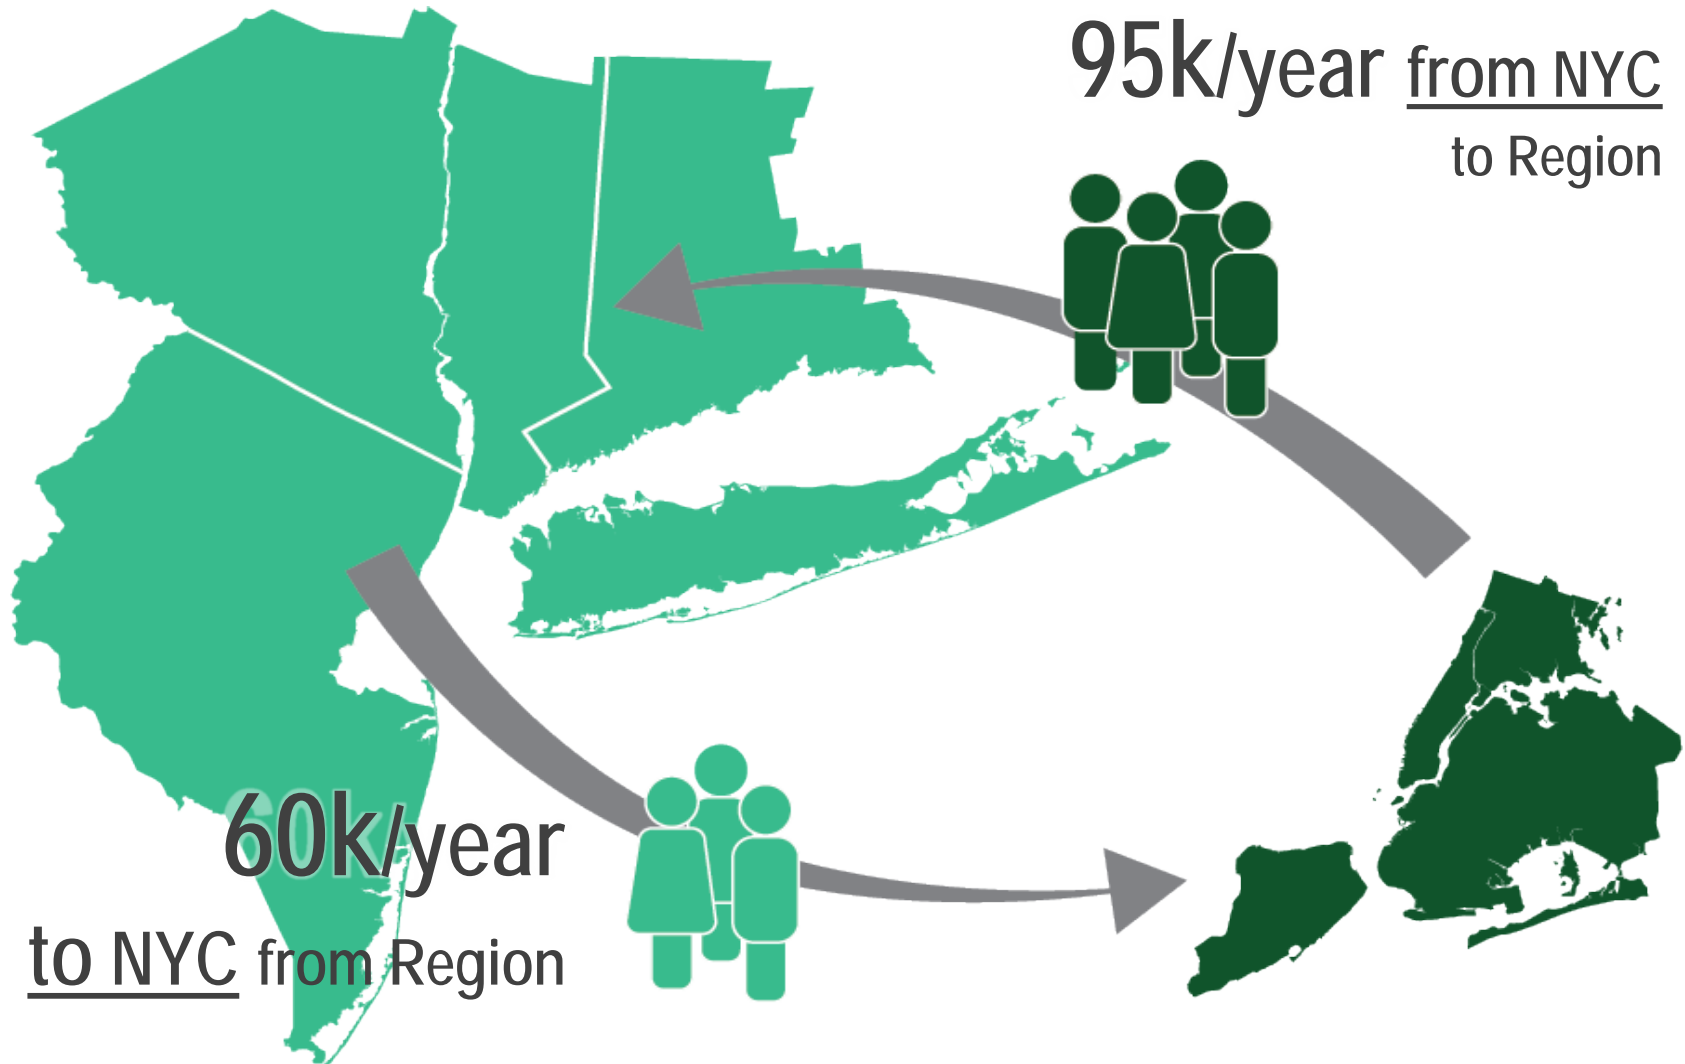 95k/year from NYC
to Region
60k/year
to NYC from Region